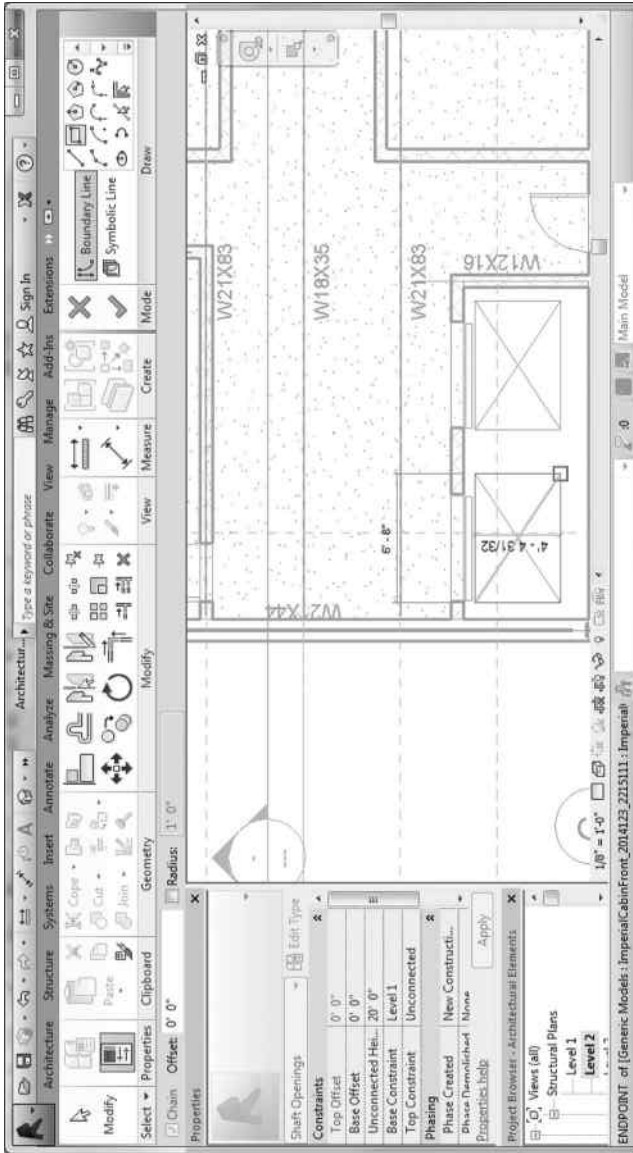 Architectur...
Type a keyword or phrase
Sign In
Architecture
Structure
Systems
Insert
Annotate
Analyze
Massing & Site
Collaborate
View
Manage
Add-Ins
Extensions
Modify
Paste
Cope
Cut
Join
Boundary Line
Symbolic Line
Select
Properties
Clipboard
Geometry
Modify
View
Measure
Create
Mode
Draw
Chain
Offset: 0' 0"
Radius: 1' 0"
Properties
Shaft Openings
Edit Type
Constraints
Top Offset 0' 0"
Base Offset 0' 0"
Unconnected Hei... 20' 0"
Base Constraint Level 1
Top Constraint Unconnected
Phasing
Phase Created New Constructi...
Phase Demolished None
Properties help
Apply
Project Browser - Architectural Elements
Views (all)
Structural Plans
Level 1
Level 2
W21X83
W18X35
W21X83
W12X16
6' - 6"
4' - 4 31/32
1/8" = 1'-0"
ENDPOINT of [Generic Models : ImperialCabinFront_2014123_2215111 : Imperial
:0
Main Model